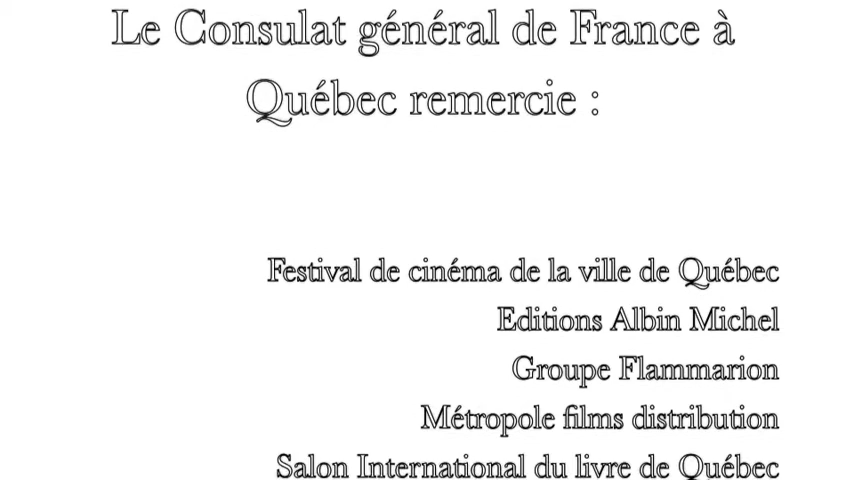 Le Consulat général de France à
Québec remercie :
Festival de cinéma de la ville de Québec
Editions Albin Michel
Groupe Flammarion
Métropole films distribution
Salon International du livre de Québec